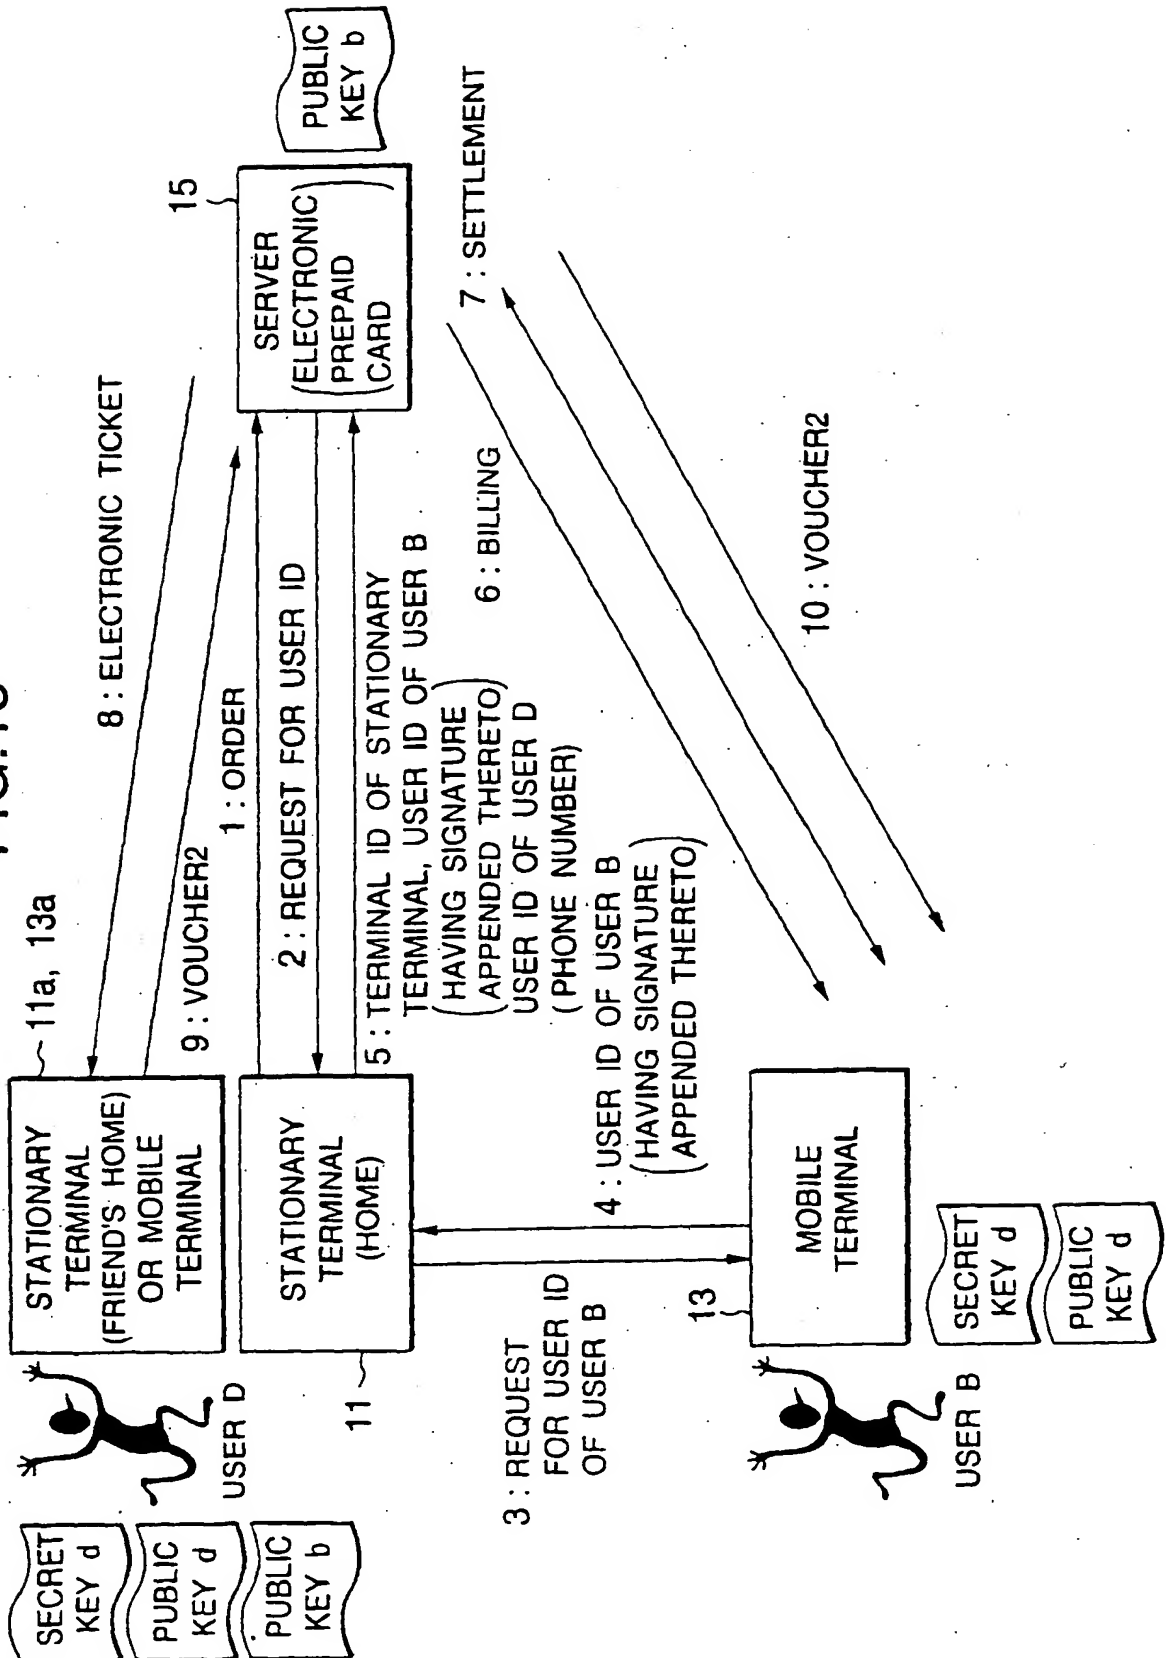 SECRET
KEY d
PUBLIC
KEY d
PUBLIC
KEY b
USER D
STATIONARY
TERMINAL
(FRIEND'S HOME)
OR MOBILE
TERMINAL
11a, 13a
8 : ELECTRONIC TICKET
9 : VOUCHER2
1 : ORDER
2 : REQUEST FOR USER ID
STATIONARY
TERMINAL
(HOME)
11
5 : TERMINAL ID OF STATIONARY
TERMINAL, USER ID OF USER B
(HAVING SIGNATURE
APPENDED THERETO)
USER ID OF USER D
(PHONE NUMBER)
15
SERVER
(ELECTRONIC
PREPAID
CARD)
PUBLIC
KEY b
6 : BILLING
7 : SETTLEMENT
10 : VOUCHER2
3 : REQUEST
FOR USER ID
OF USER B
4 : USER ID OF USER B
(HAVING SIGNATURE
APPENDED THERETO)
13
MOBILE
TERMINAL
USER B
SECRET
KEY d
PUBLIC
KEY d